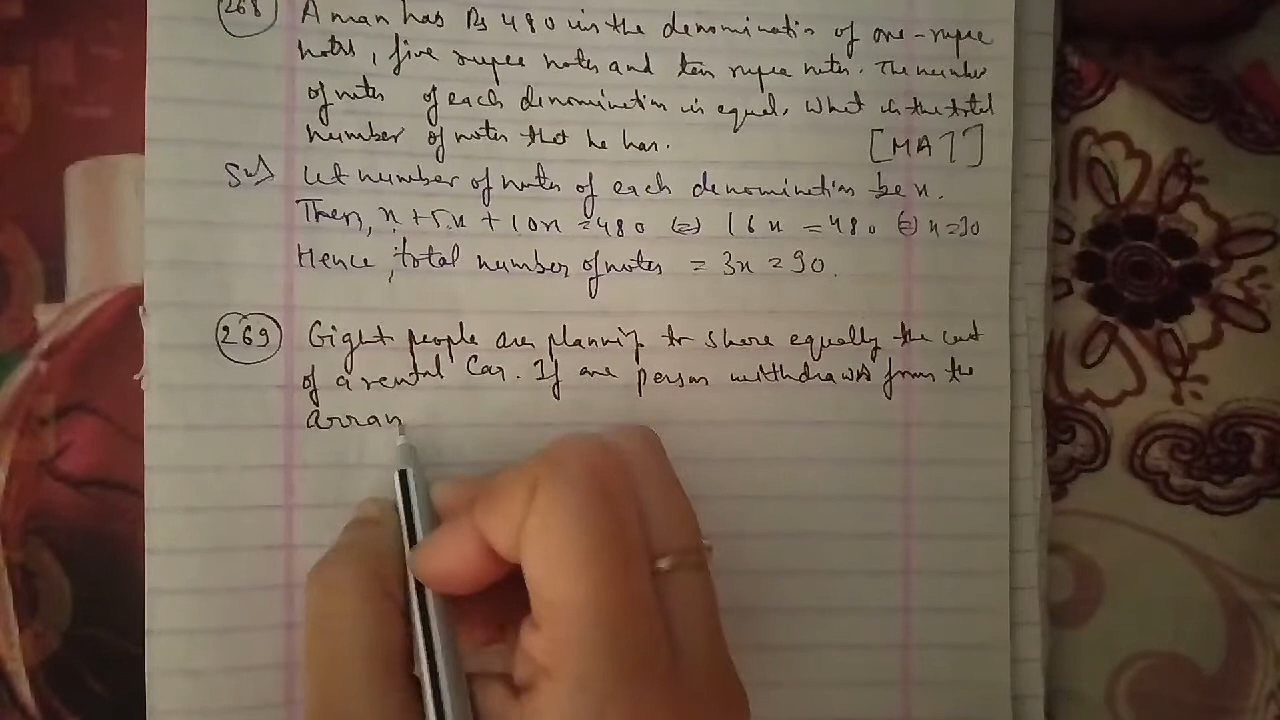 268 A man has Rs 480 in the denominatin of one-rupee
notes, five rupee notes and ten rupee notes. The number
of notes of each denomination is equal. What is the total
number of notes that he has. [MAT]
Sol Let number of notes of each denomination be x.
Then, x + 5x + 10x = 480 (=) 16x = 480 (=) x = 30
Hence, total number of notes = 3x = 90.
269 Eight people are planning to share equally the cost
of a rental Car. If one person withdraws from the
arran